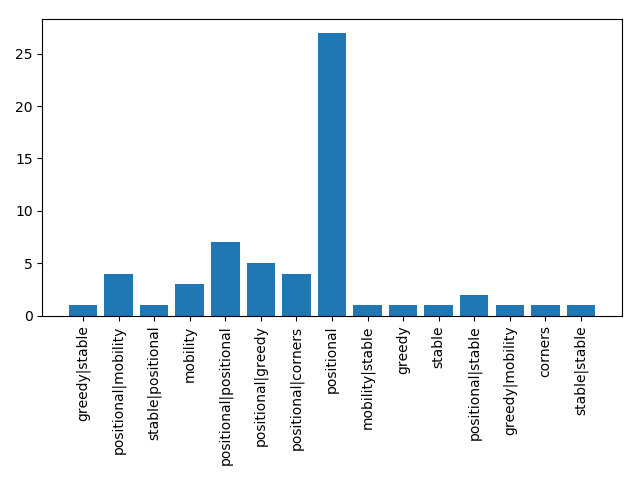 25
20
15
10
5
0
greedy|stable
positional|mobility
stable|positional
mobility
positional|positional
positional|greedy
positional|corners
positional
mobility|stable
greedy
stable
positional|stable
greedy|mobility
corners
stable|stable